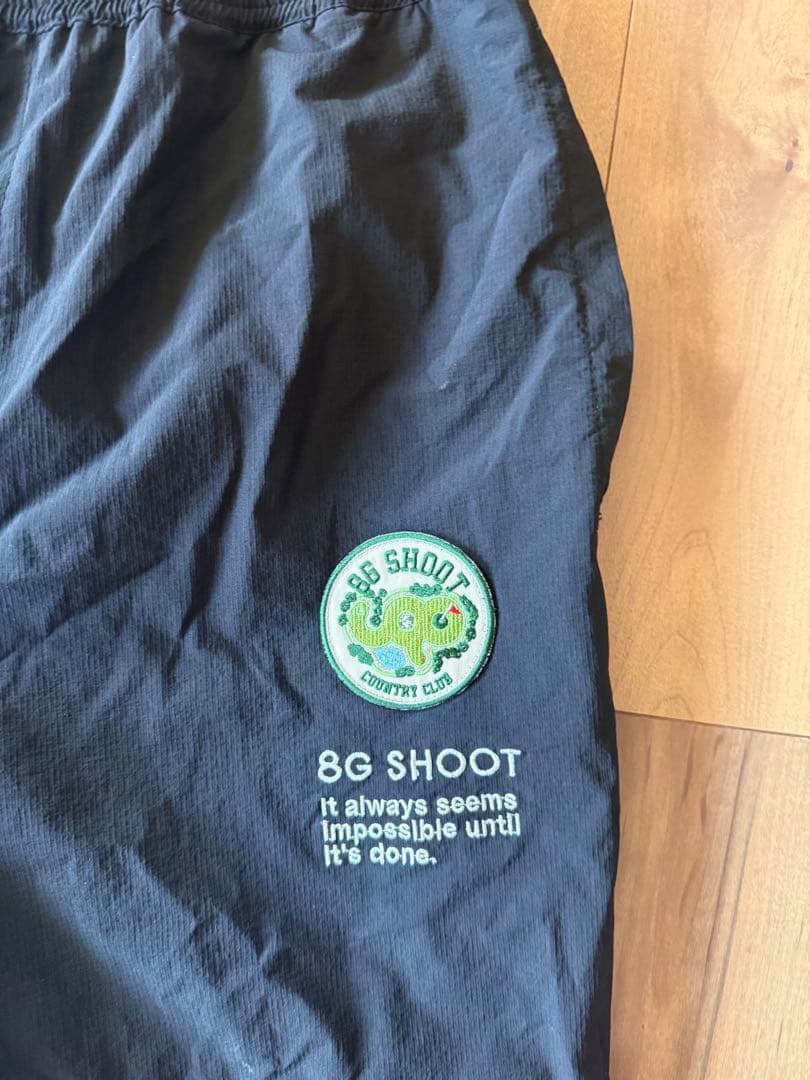 8G SHOOT
COUNTRY CLUB
8G SHOOT
It always seems
impossible until
it's done.